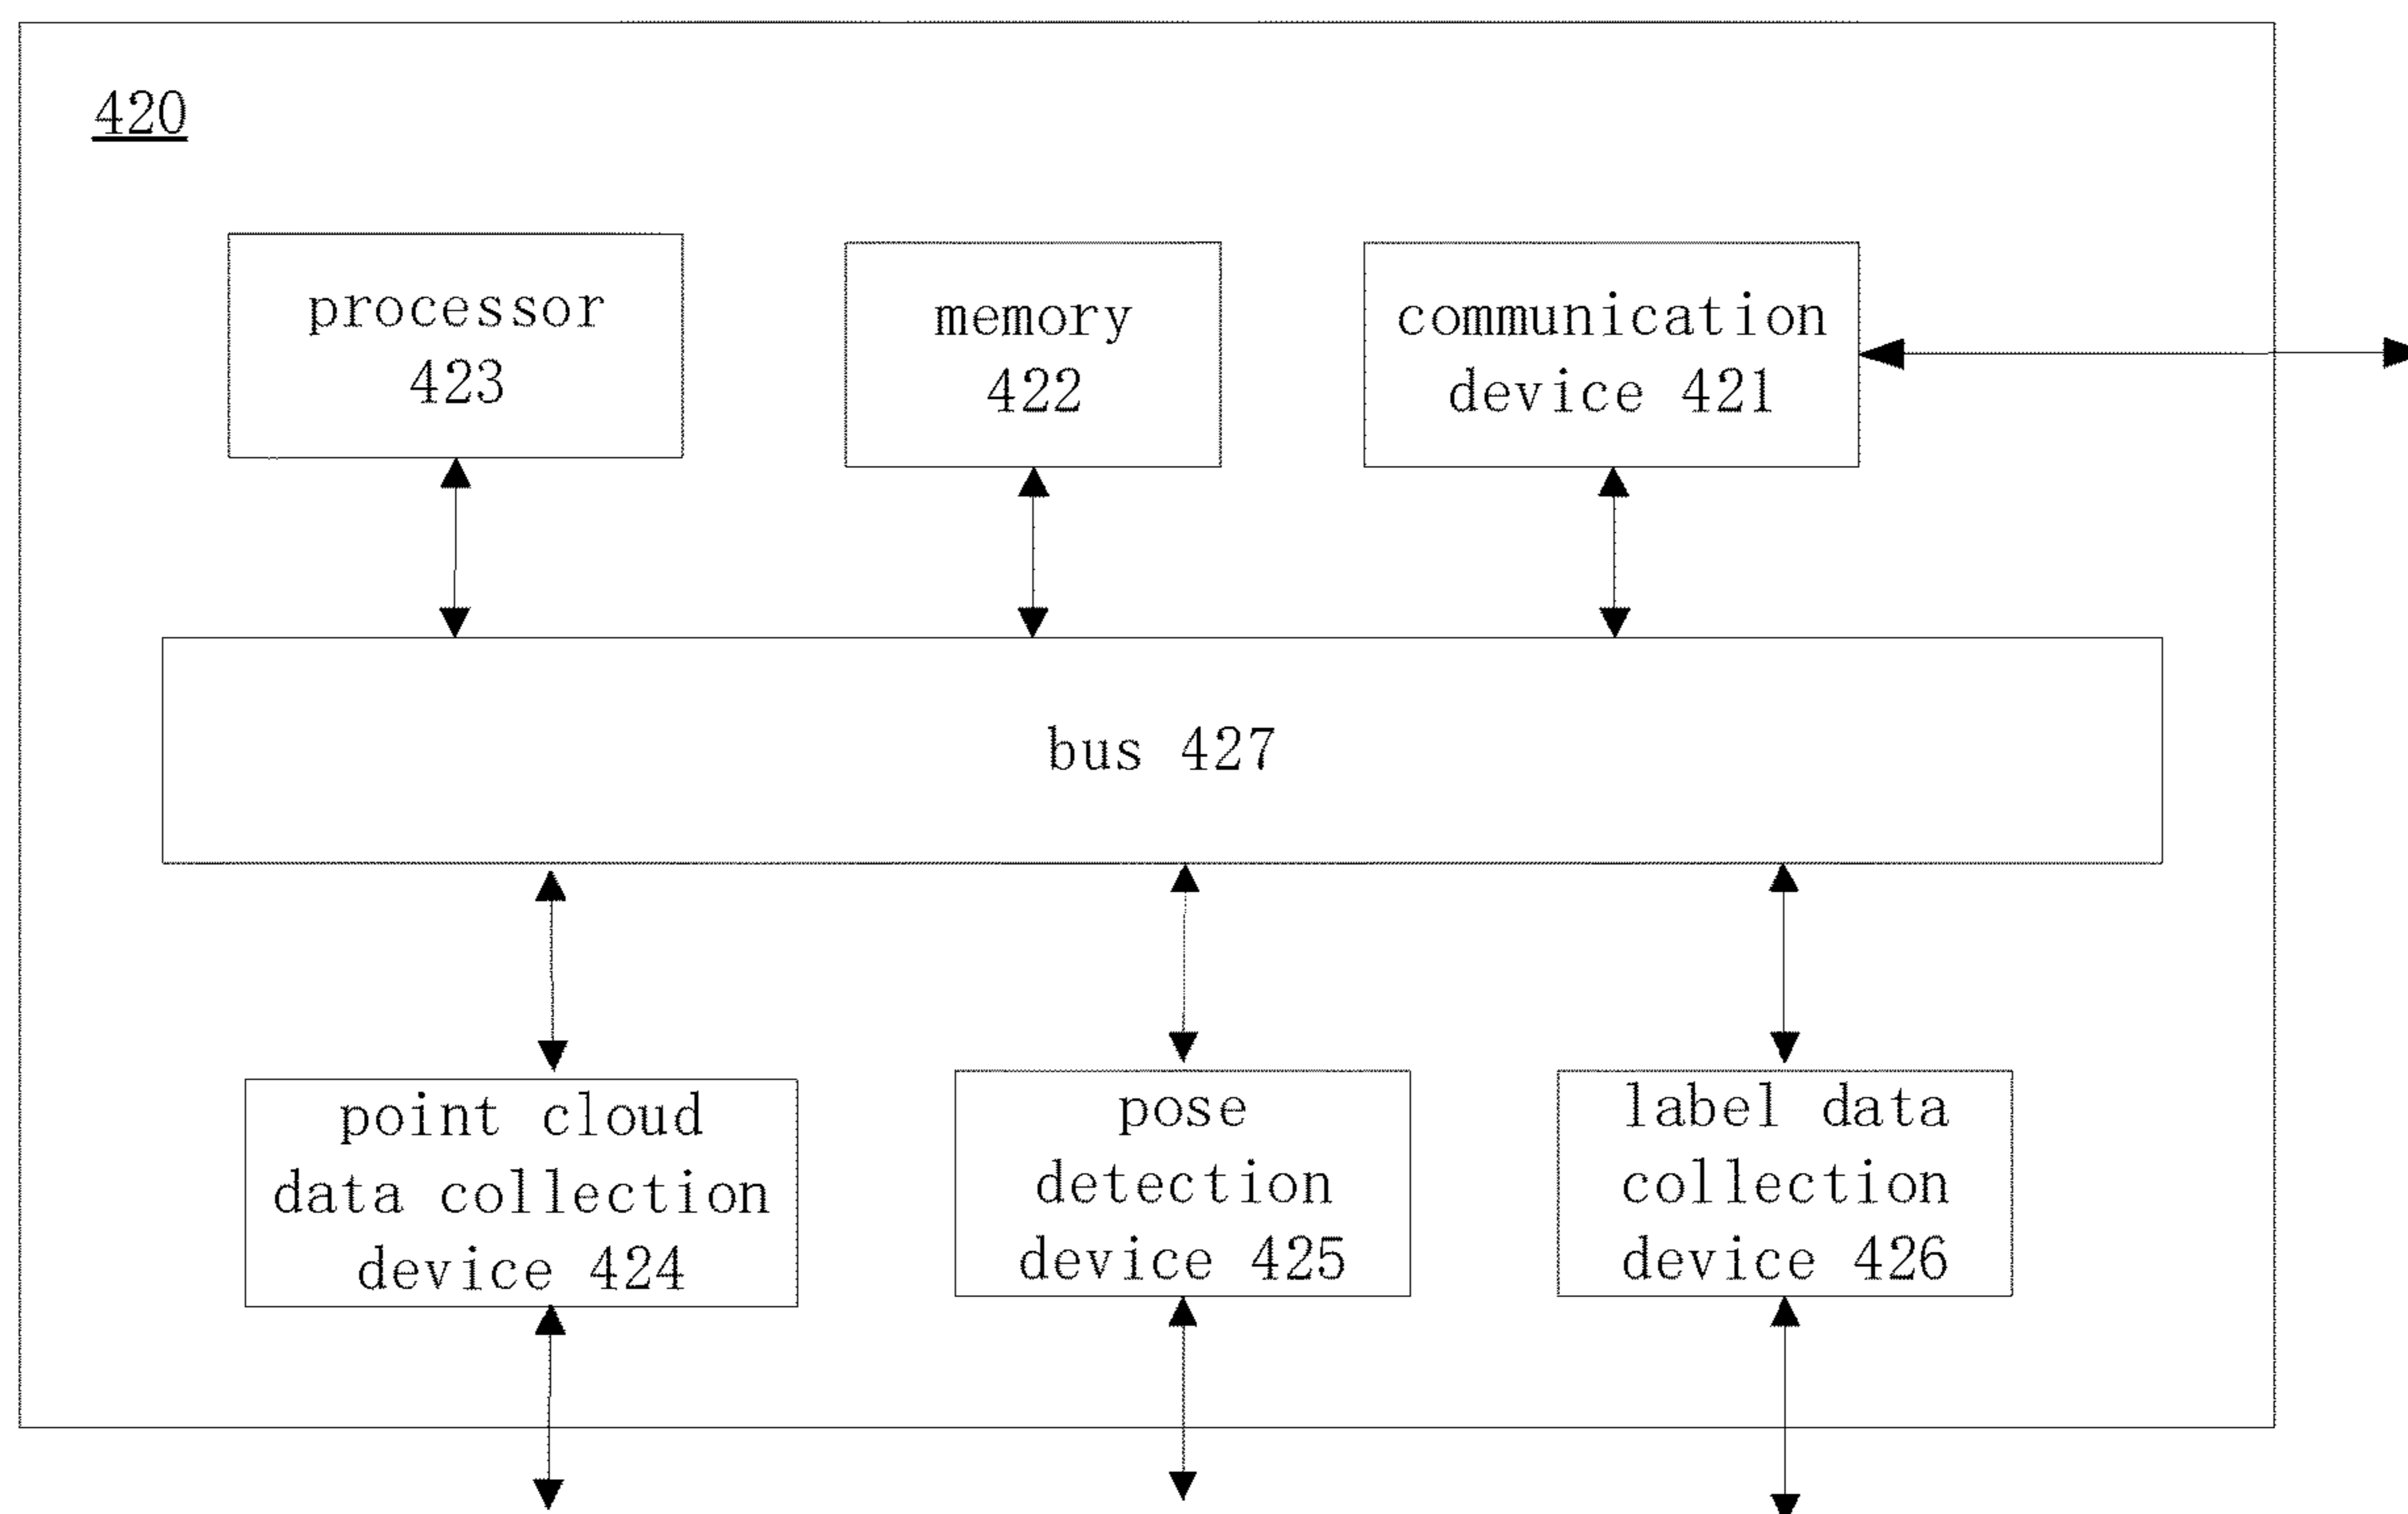 420
processor
423
memory
422
communication
device 421
bus 427
point cloud
data collection
device 424
pose
detection
device 425
label data
collection
device 426